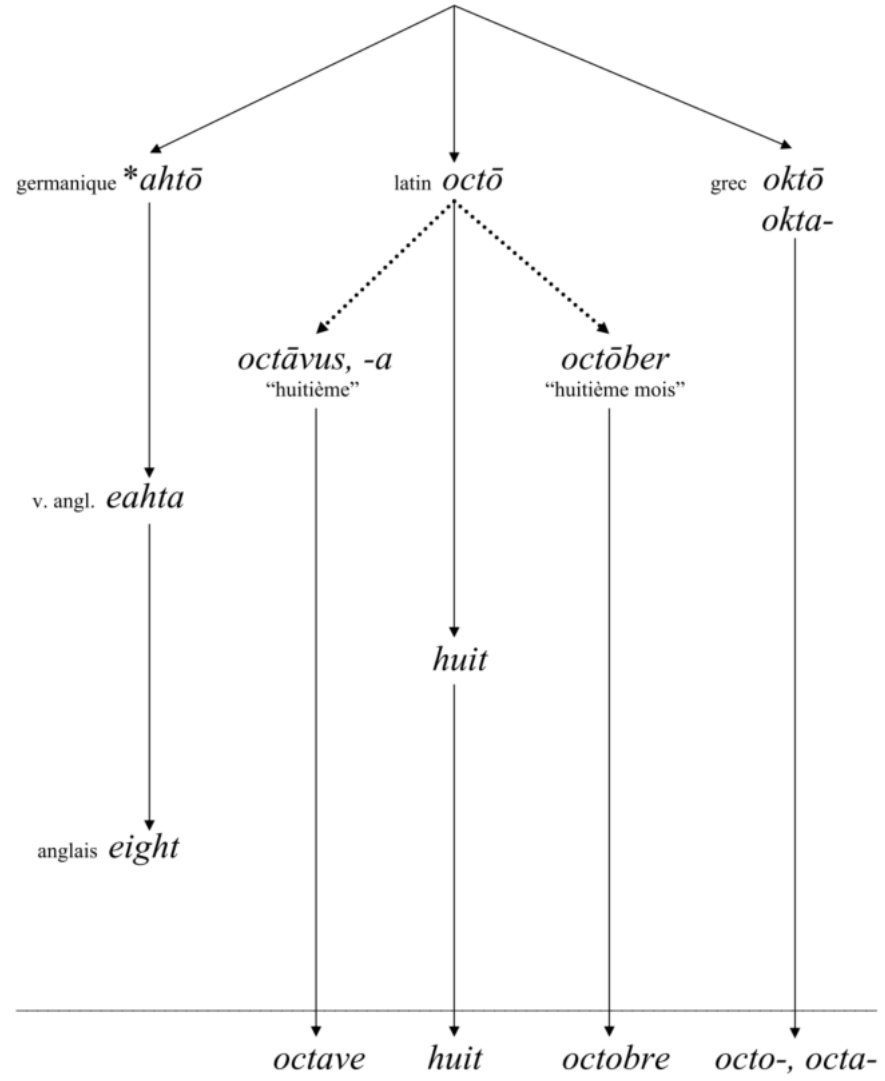 germanique *ahtō
latin octō
grec oktō
okta-
octāvus, -a
“huitième”
octōber
“huitième mois”
v. angl. eahta
huit
anglais eight
octave
huit
octobre
octo-, octa-